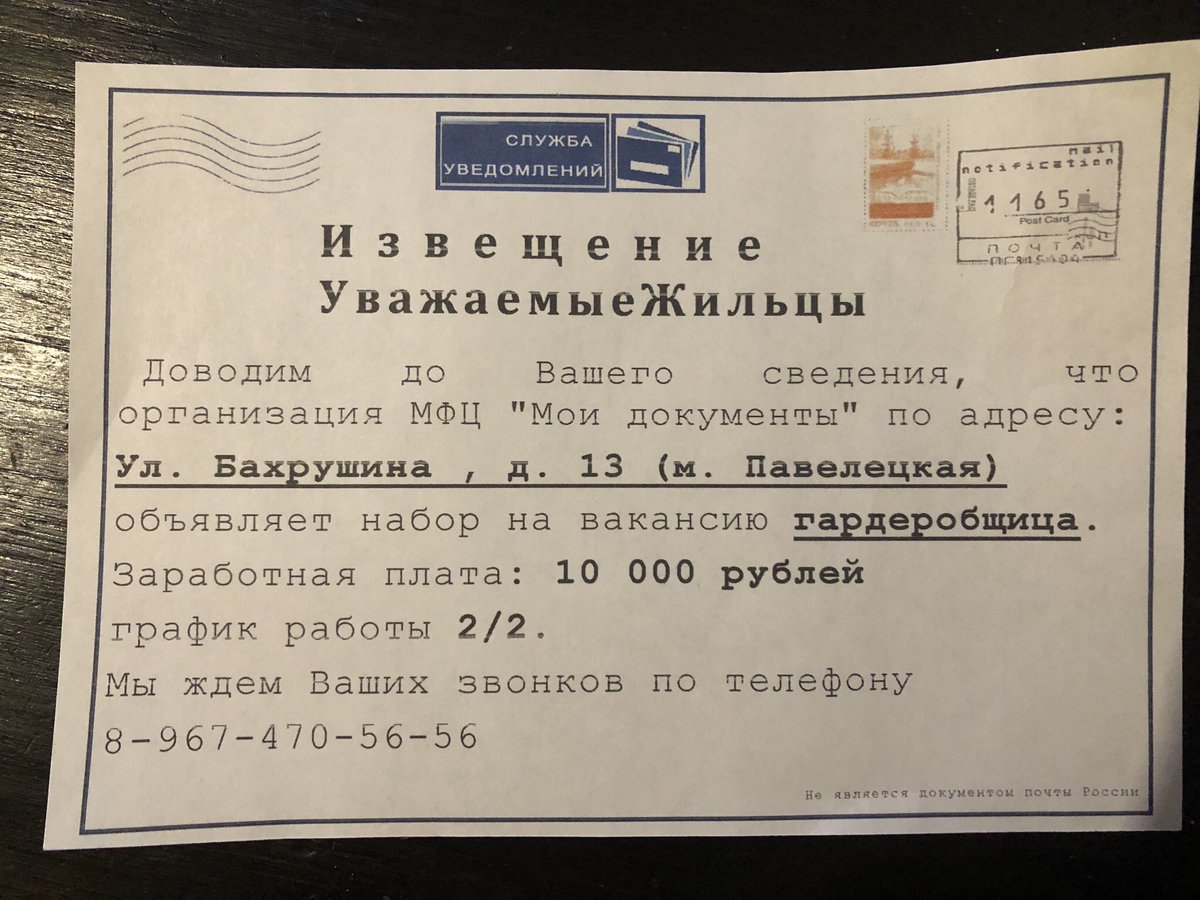 СЛУЖБА
УВЕДОМЛЕНИЙ
mail
notification
1165
Post Card
ПОЧТА
Извещение
УважаемыеЖильцы
Доводим до Вашего сведения, что
организация МФЦ "Мои документы" по адресу:
Ул. Бахрушина , д. 13 (м. Павелецкая)
объявляет набор на вакансию гардеробщица.
Заработная плата: 10 000 рублей
график работы 2/2.
Мы ждем Ваших звонков по телефону
8-967-470-56-56
Не является документом почты России